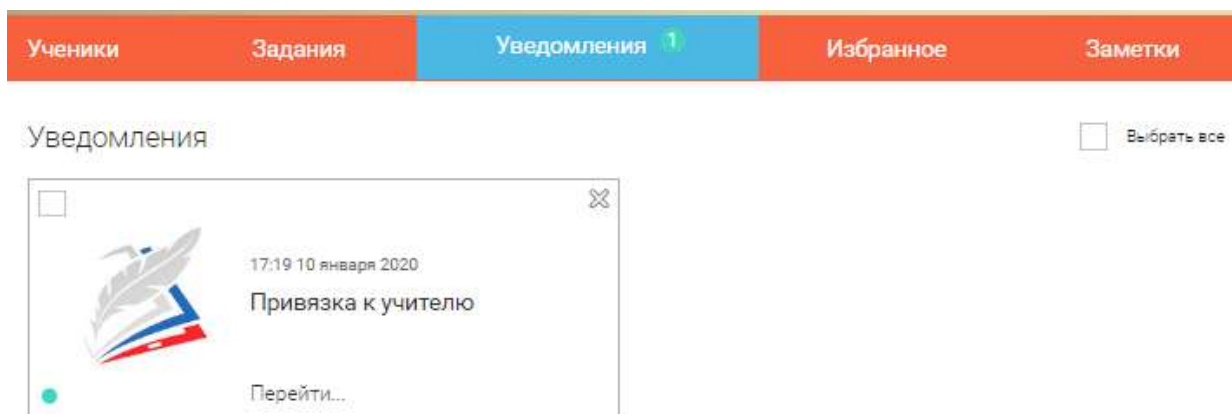 Ученики Задания Уведомления 1 Избранное Заметки
Уведомления Выбрать все
17:19 10 января 2020
Привязка к учителю
Перейти...